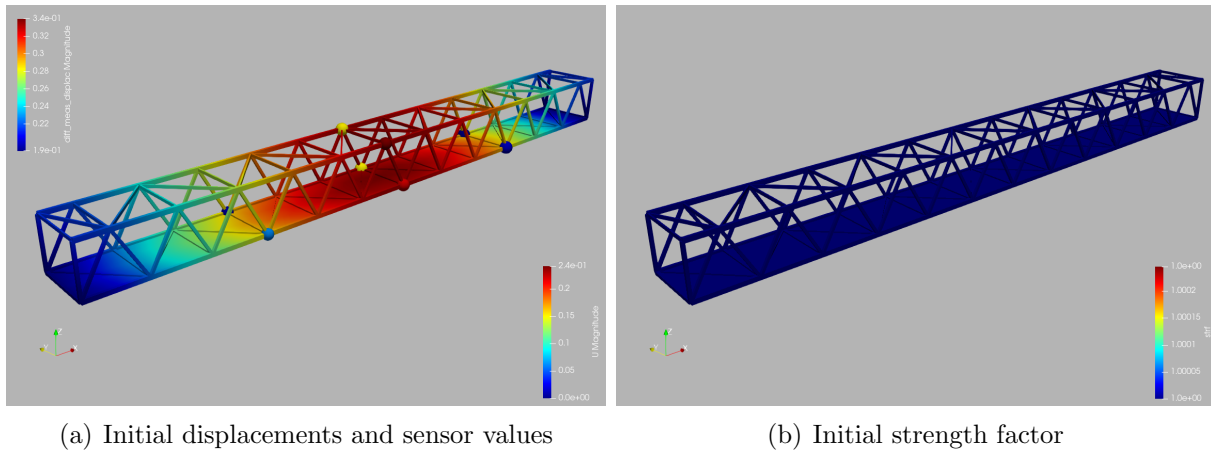 3.4e-01
0.32
0.3
0.28
0.26
0.24
0.22
1.9e-01
diff_meas_displac Magnitude
2.4e-01
0.2
0.15
0.1
0.05
0.0e+00
U Magnitude
Z
Y
X
1.0e+00
1.0002
1.00015
1.0001
1.00005
1.0e+00
strf
Z
Y
X
(a) Initial displacements and sensor values
(b) Initial strength factor